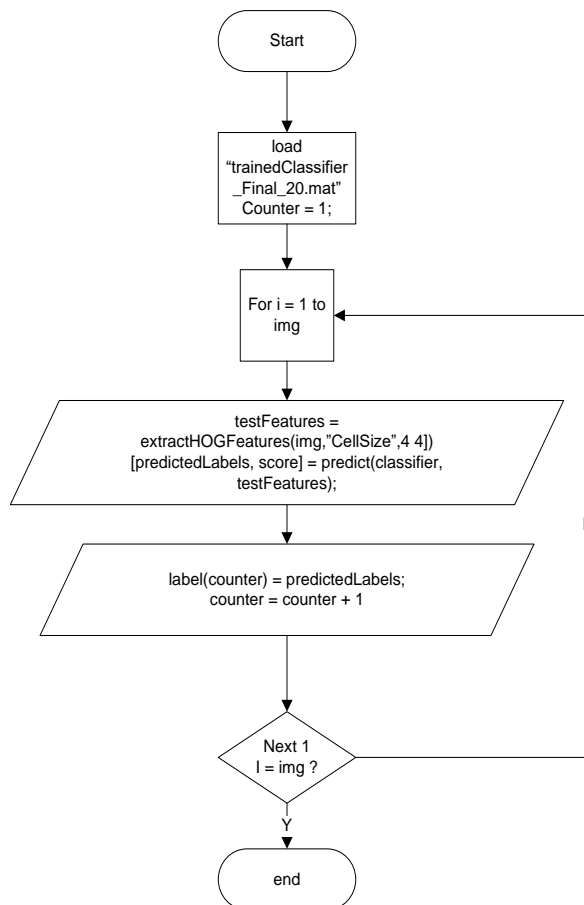 Start
load
“trainedClassifier
_Final_20.mat”
Counter = 1;
For i = 1 to
img
testFeatures =
extractHOGFeatures(img,”CellSize”,4 4])
[predictedLabels, score] = predict(classifier,
testFeatures);
label(counter) = predictedLabels;
counter = counter + 1
Next 1
I = img ?
Y
end